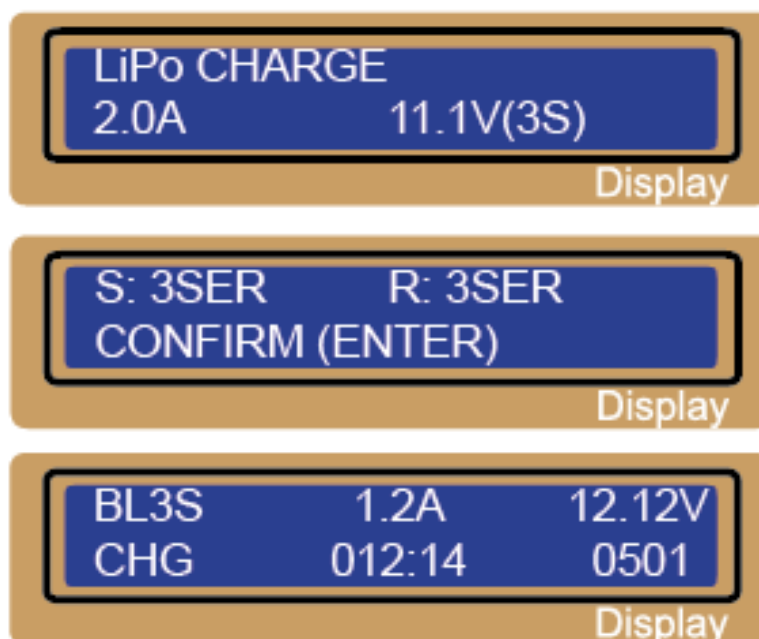 LiPo CHARGE
2.0A 11.1V(3S)
Display
S: 3SER R: 3SER
CONFIRM (ENTER)
Display
BL3S 1.2A 12.12V
CHG 012:14 0501
Display